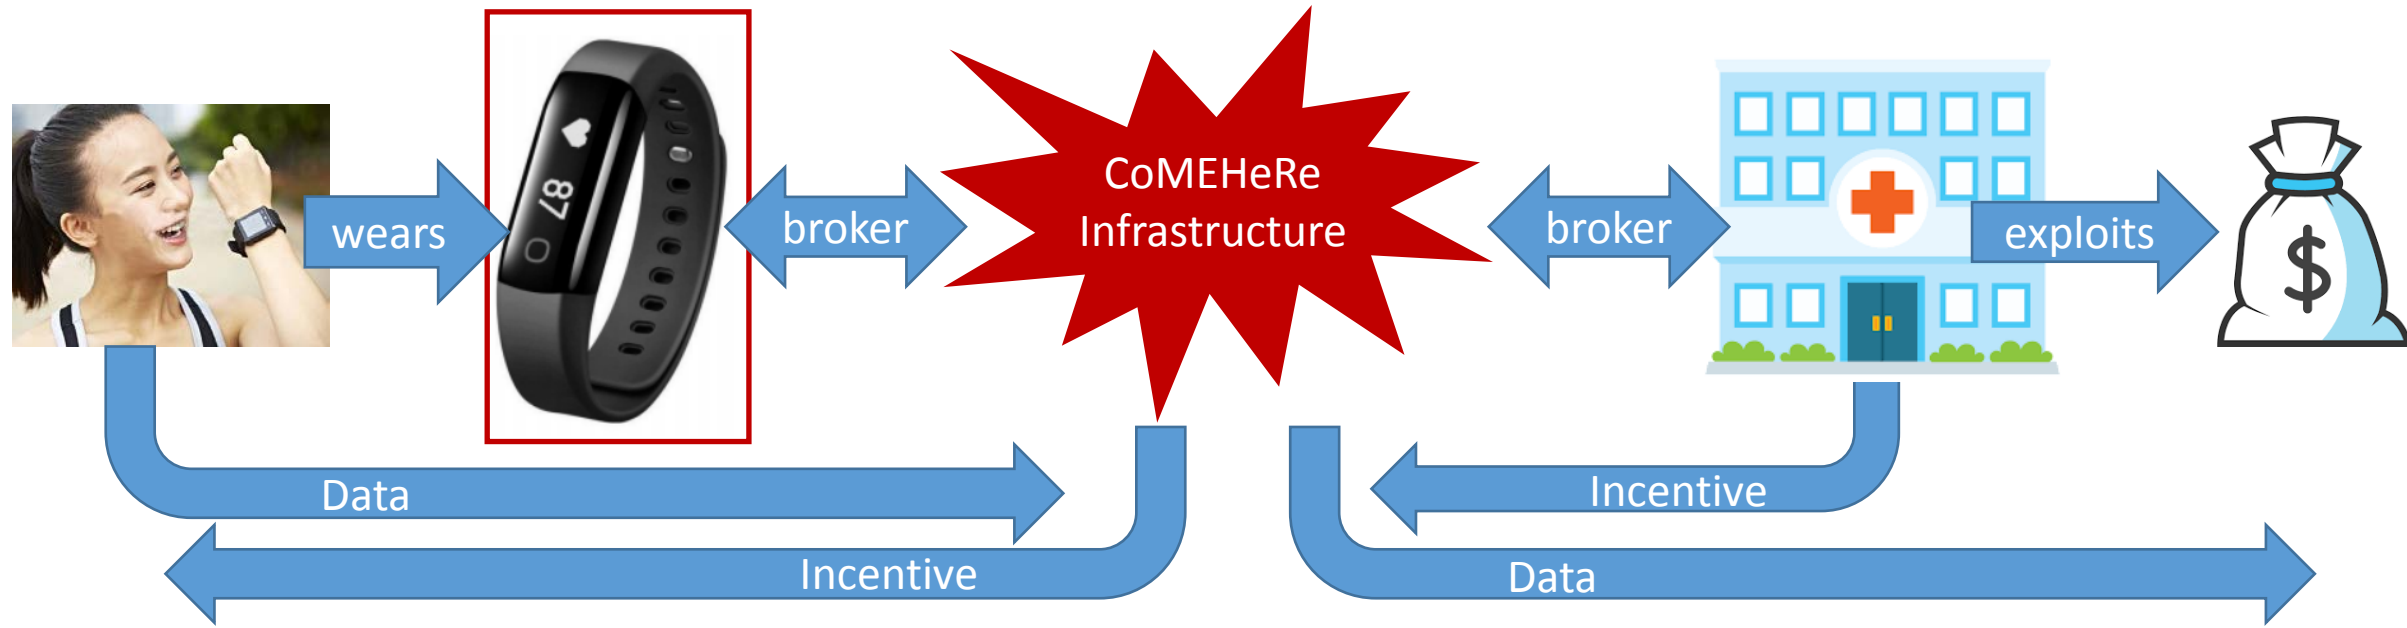 wears
87
broker
CoMEHeRe
Infrastructure
broker
exploits
$
Data
Incentive
Incentive
Data